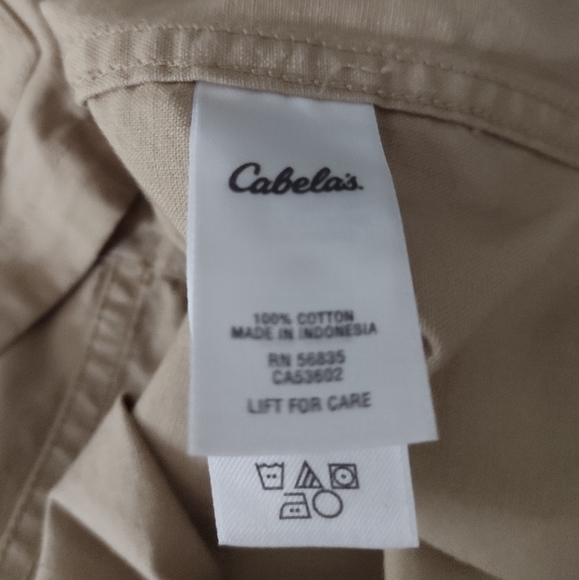 Cabela's.
100% COTTON
MADE IN INDONESIA
RN 56835
CA53602
LIFT FOR CARE